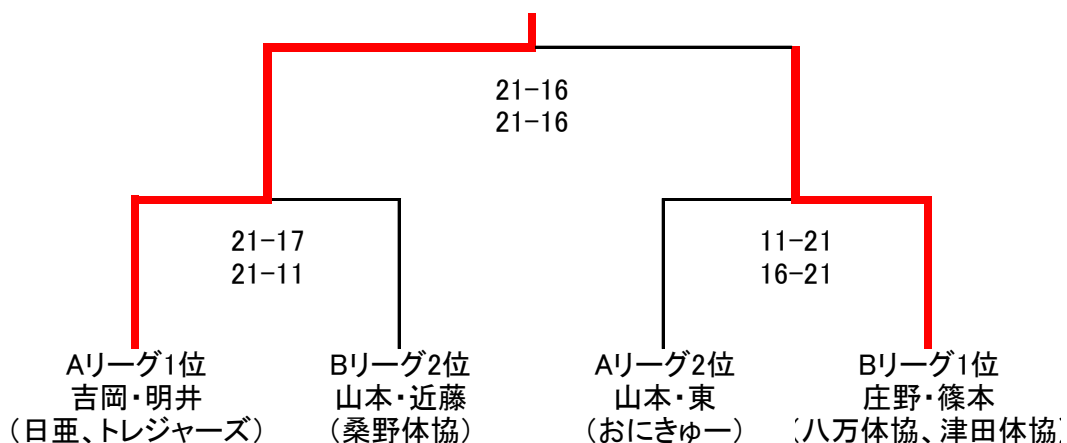 21-16
21-16
21-17
21-11
11-21
16-21
Aリーグ1位
吉岡・明井
（日亜、トレジャーズ）
Bリーグ2位
山本・近藤
（桑野体協）
Aリーグ2位
山本・東
（おにきゅー）
Bリーグ1位
庄野・篠本
（八万体協、津田体協）